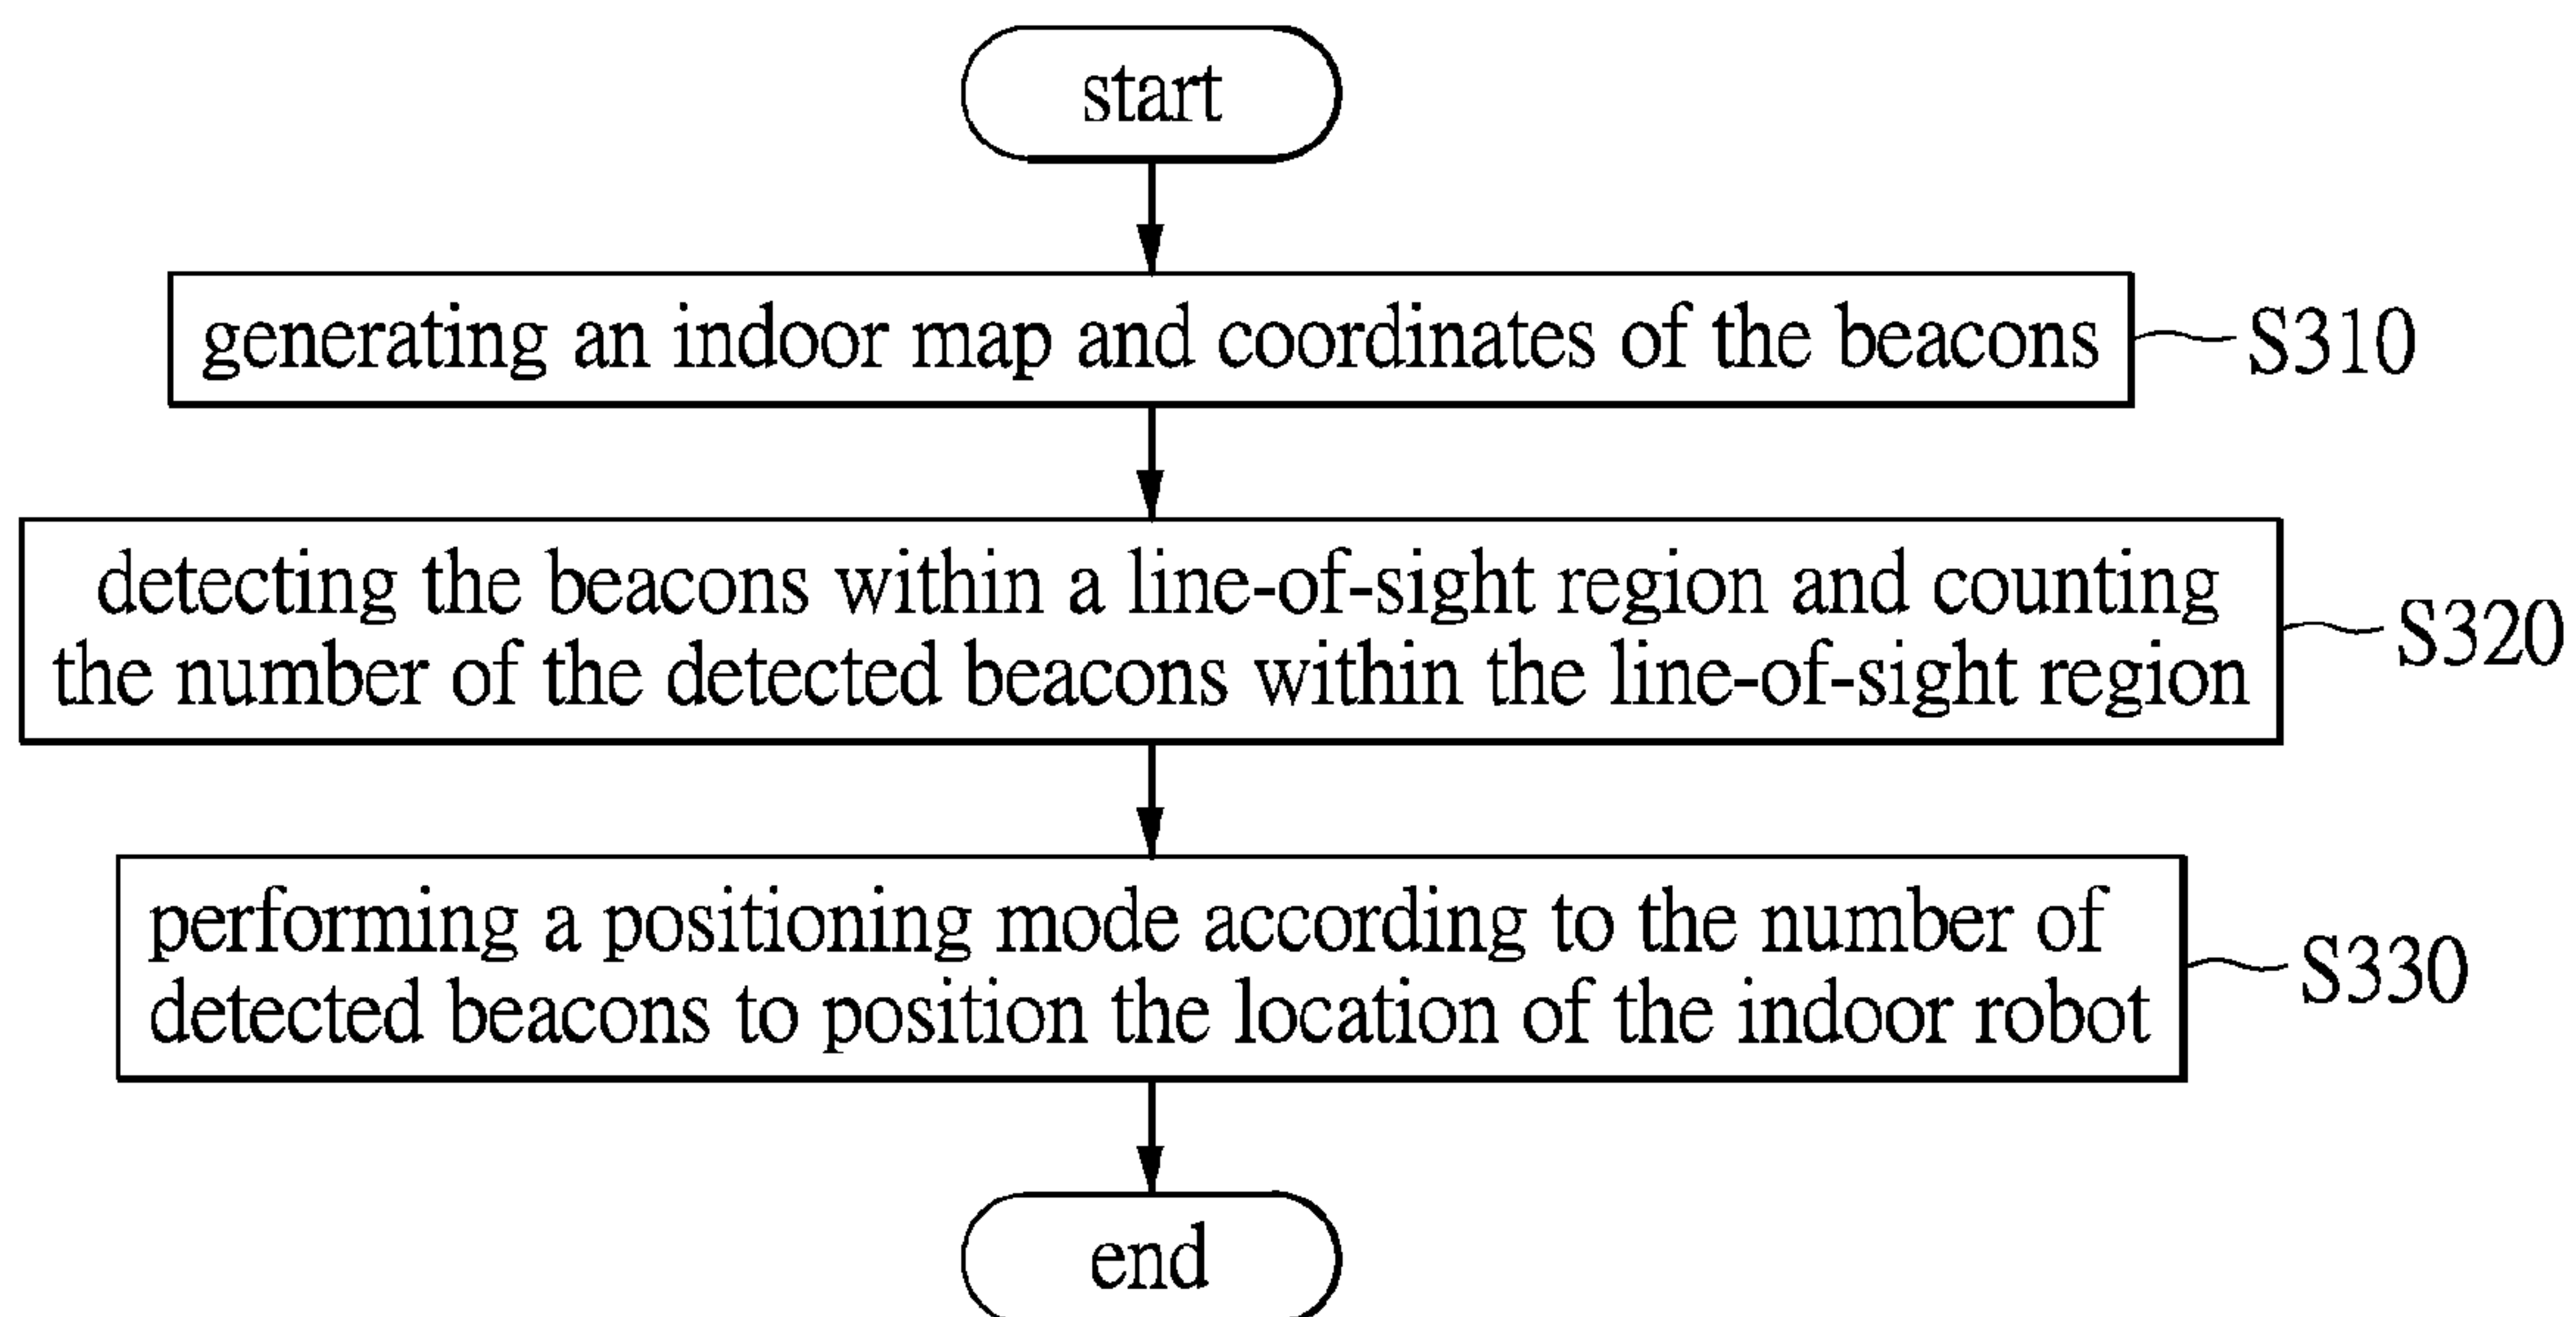 start
generating an indoor map and coordinates of the beacons
S310
detecting the beacons within a line-of-sight region and counting
the number of the detected beacons within the line-of-sight region
S320
performing a positioning mode according to the number of
detected beacons to position the location of the indoor robot
S330
end